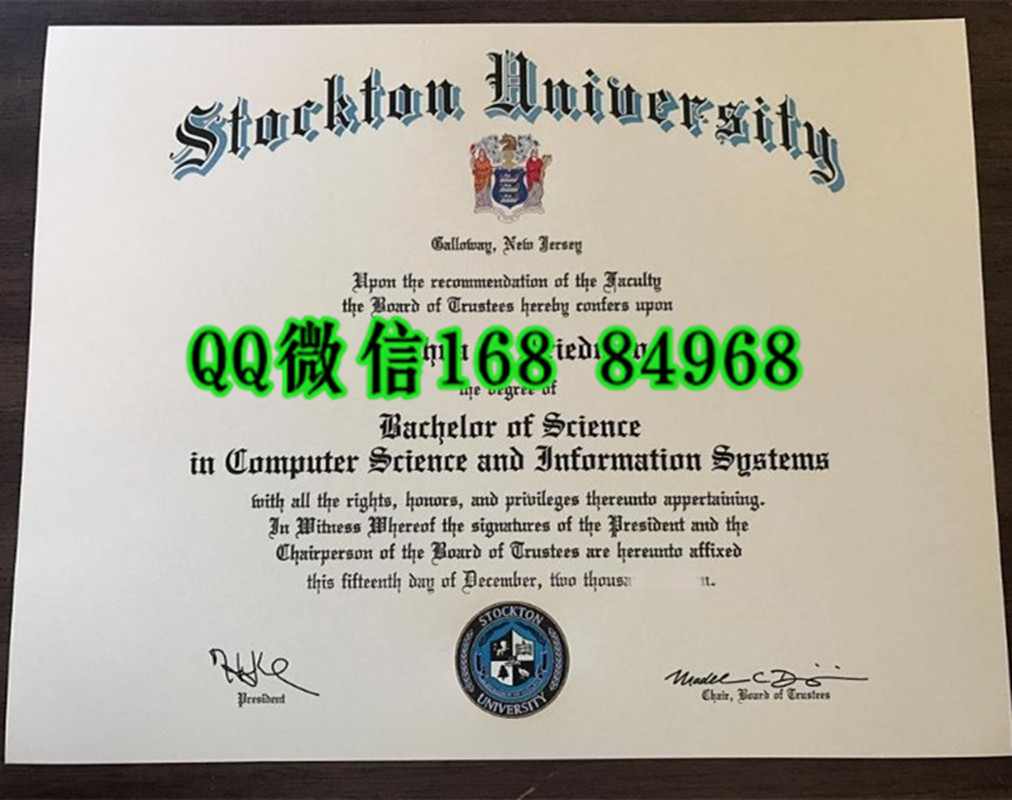 Stockton University
Galloway, New Jersey
Upon the recommendation of the Faculty
the Board of Trustees hereby confers upon
QQ微信168 84968
the degree of
Bachelor of Science
in Computer Science and Information Systems
with all the rights, honors, and privileges thereunto appertaining.
In Witness Whereof the signatures of the President and the
Chairperson of the Board of Trustees are hereunto affixed
this fifteenth day of December, two
STOCKTON
UNIVERSITY
President
Chair, Board of Trustees